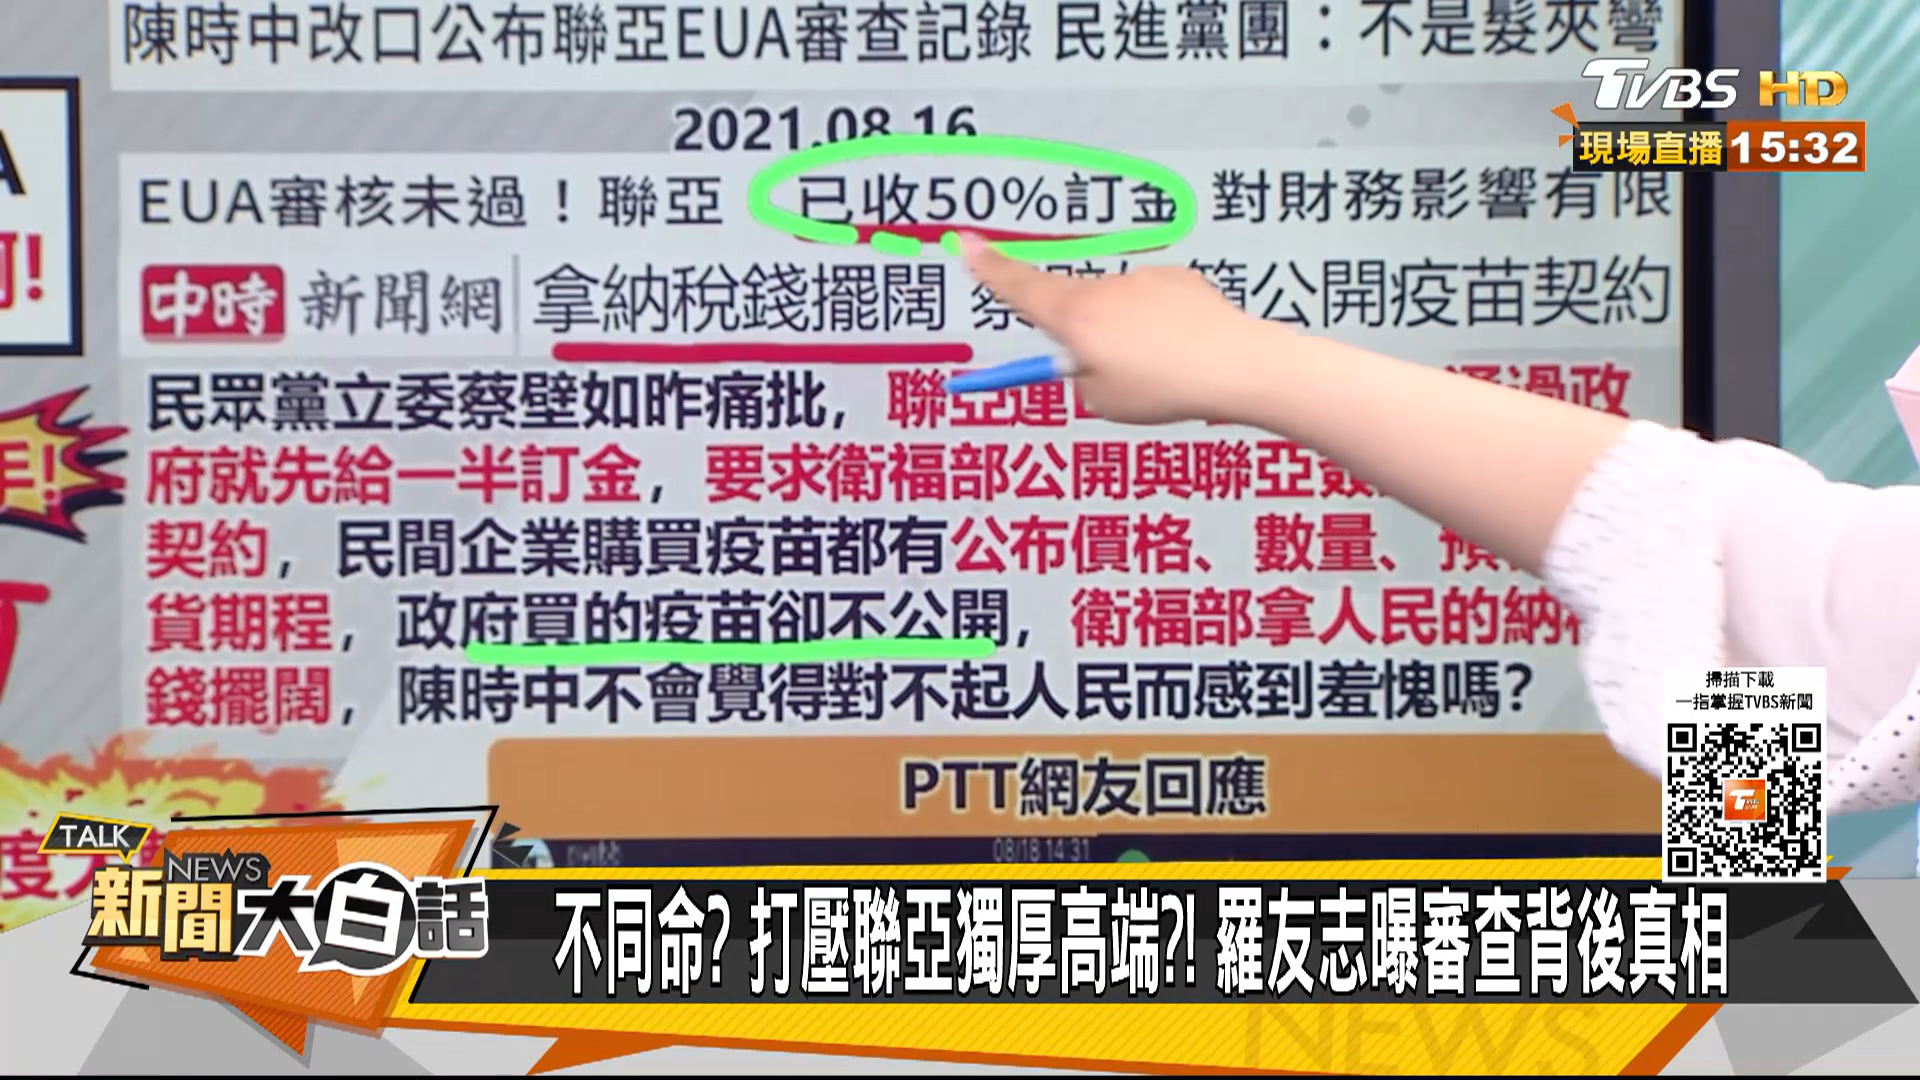 陳時中改口公布聯亞EUA審查記錄 民進黨團：不是髮夾彎
TVBS HD
現場直播 15:32
2021.08.16
EUA審核未過！聯亞 已收50%訂金 對財務影響有限
中時 新聞網 拿納稅錢擺闊 公開疫苗契約
民眾黨立委蔡壁如昨痛批，聯亞連 通過政
府就先給一半訂金，要求衛福部公開與聯亞
契約，民間企業購買疫苗都有公布價格、數量、
貨期程，政府買的疫苗卻不公開，衛福部拿人民的納
錢擺闊，陳時中不會覺得對不起人民而感到羞愧嗎？
掃描下載
一指掌握TVBS新聞
PTT網友回應
08/18 14:31
TALK
NEWS
新聞大白話
不同命？打壓聯亞獨厚高端?! 羅友志曝審查背後真相
NEWS